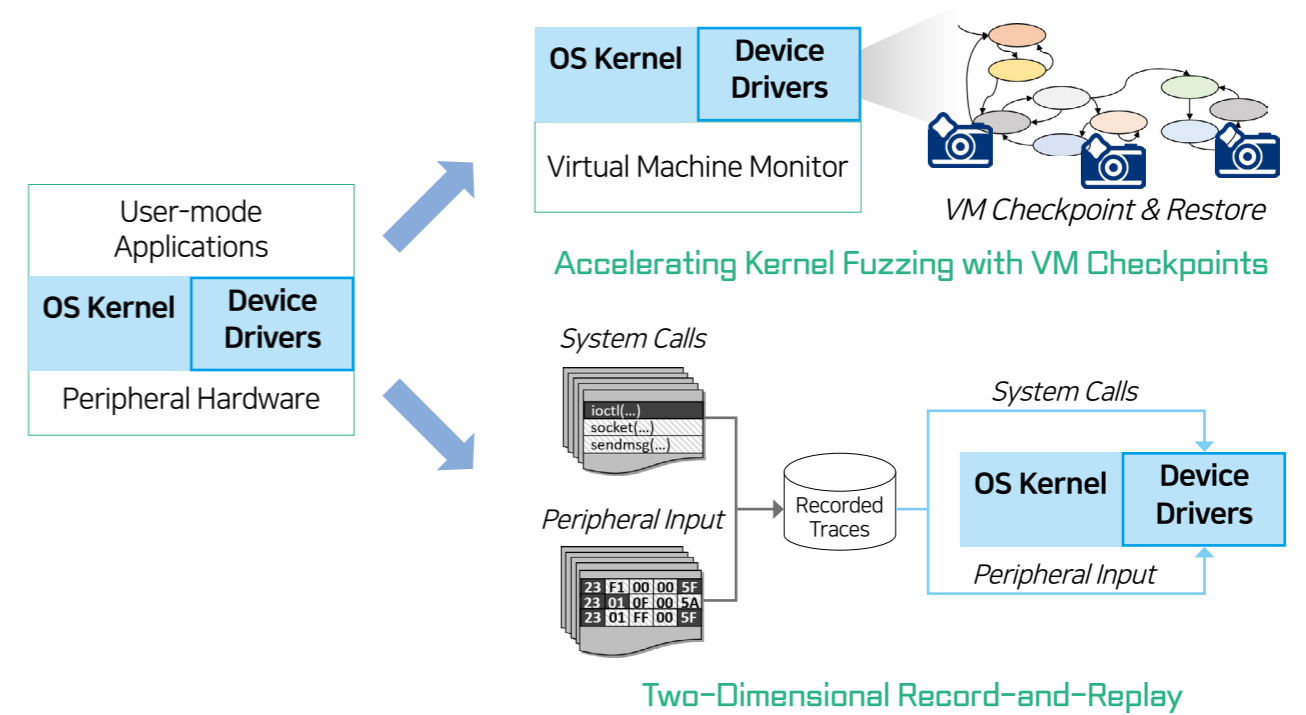 User-mode
Applications
OS Kernel
Device
Drivers
Peripheral Hardware
OS Kernel
Device
Drivers
Virtual Machine Monitor
VM Checkpoint & Restore
Accelerating Kernel Fuzzing with VM Checkpoints
System Calls
ioctl(...)
socket(...)
sendmsg(...)
Peripheral Input
23 F1 00 00 5F
23 01 0F 00 5A
23 01 FF 00 5F
Recorded
Traces
System Calls
OS Kernel
Device
Drivers
Peripheral Input
Two-Dimensional Record-and-Replay